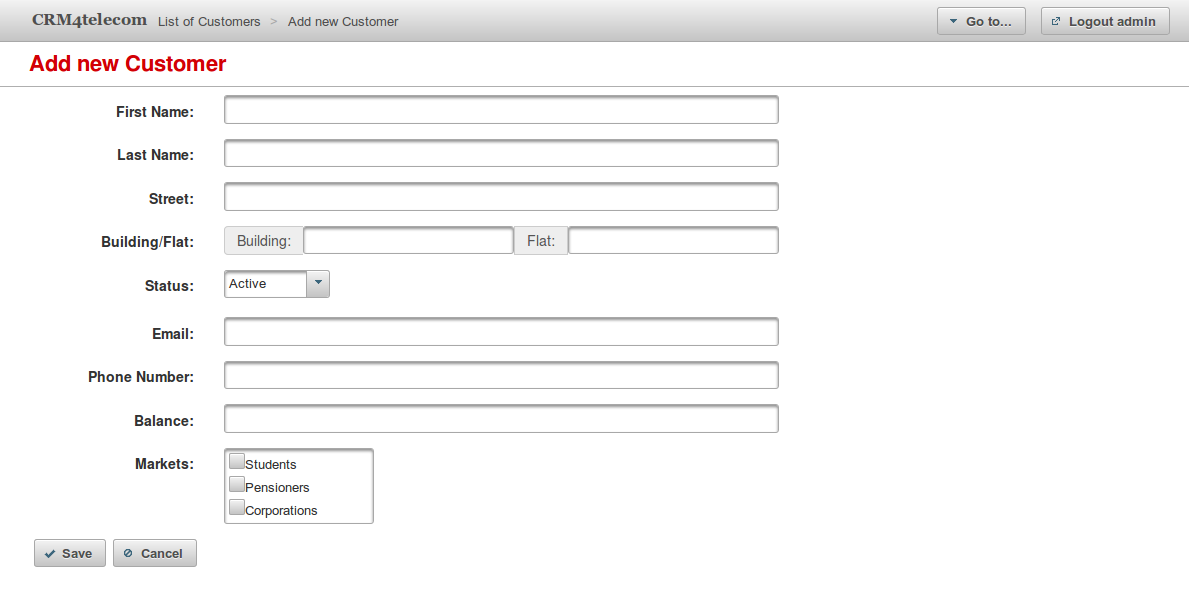 CRM4telecom List of Customers > Add new Customer Go to... Logout admin
Add new Customer
First Name:
Last Name:
Street:
Building/Flat: Building: Flat:
Status: Active
Email:
Phone Number:
Balance:
Markets: Students
Pensioners
Corporations
Save Cancel